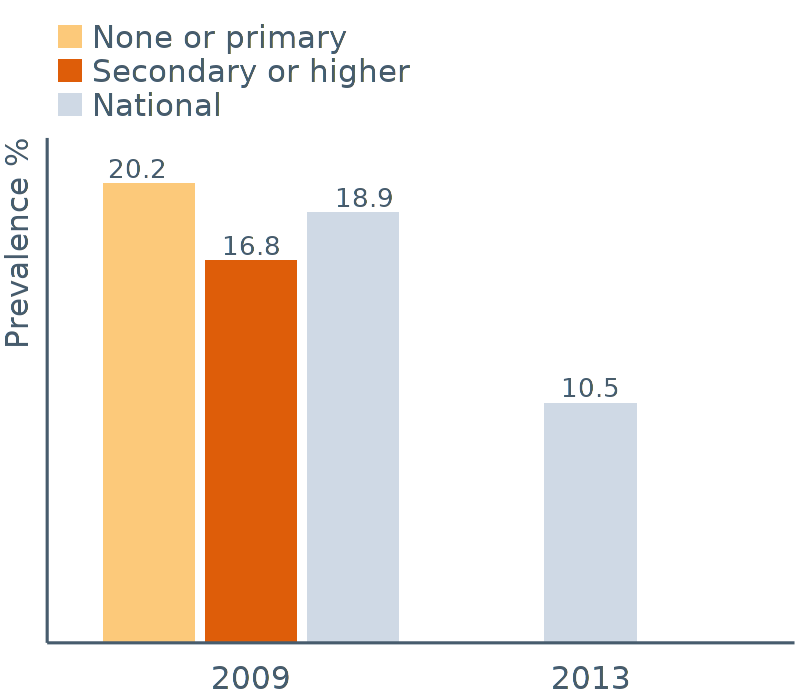 None or primary
Secondary or higher
National
Prevalence %
20.2
16.8
18.9
10.5
2009
2013